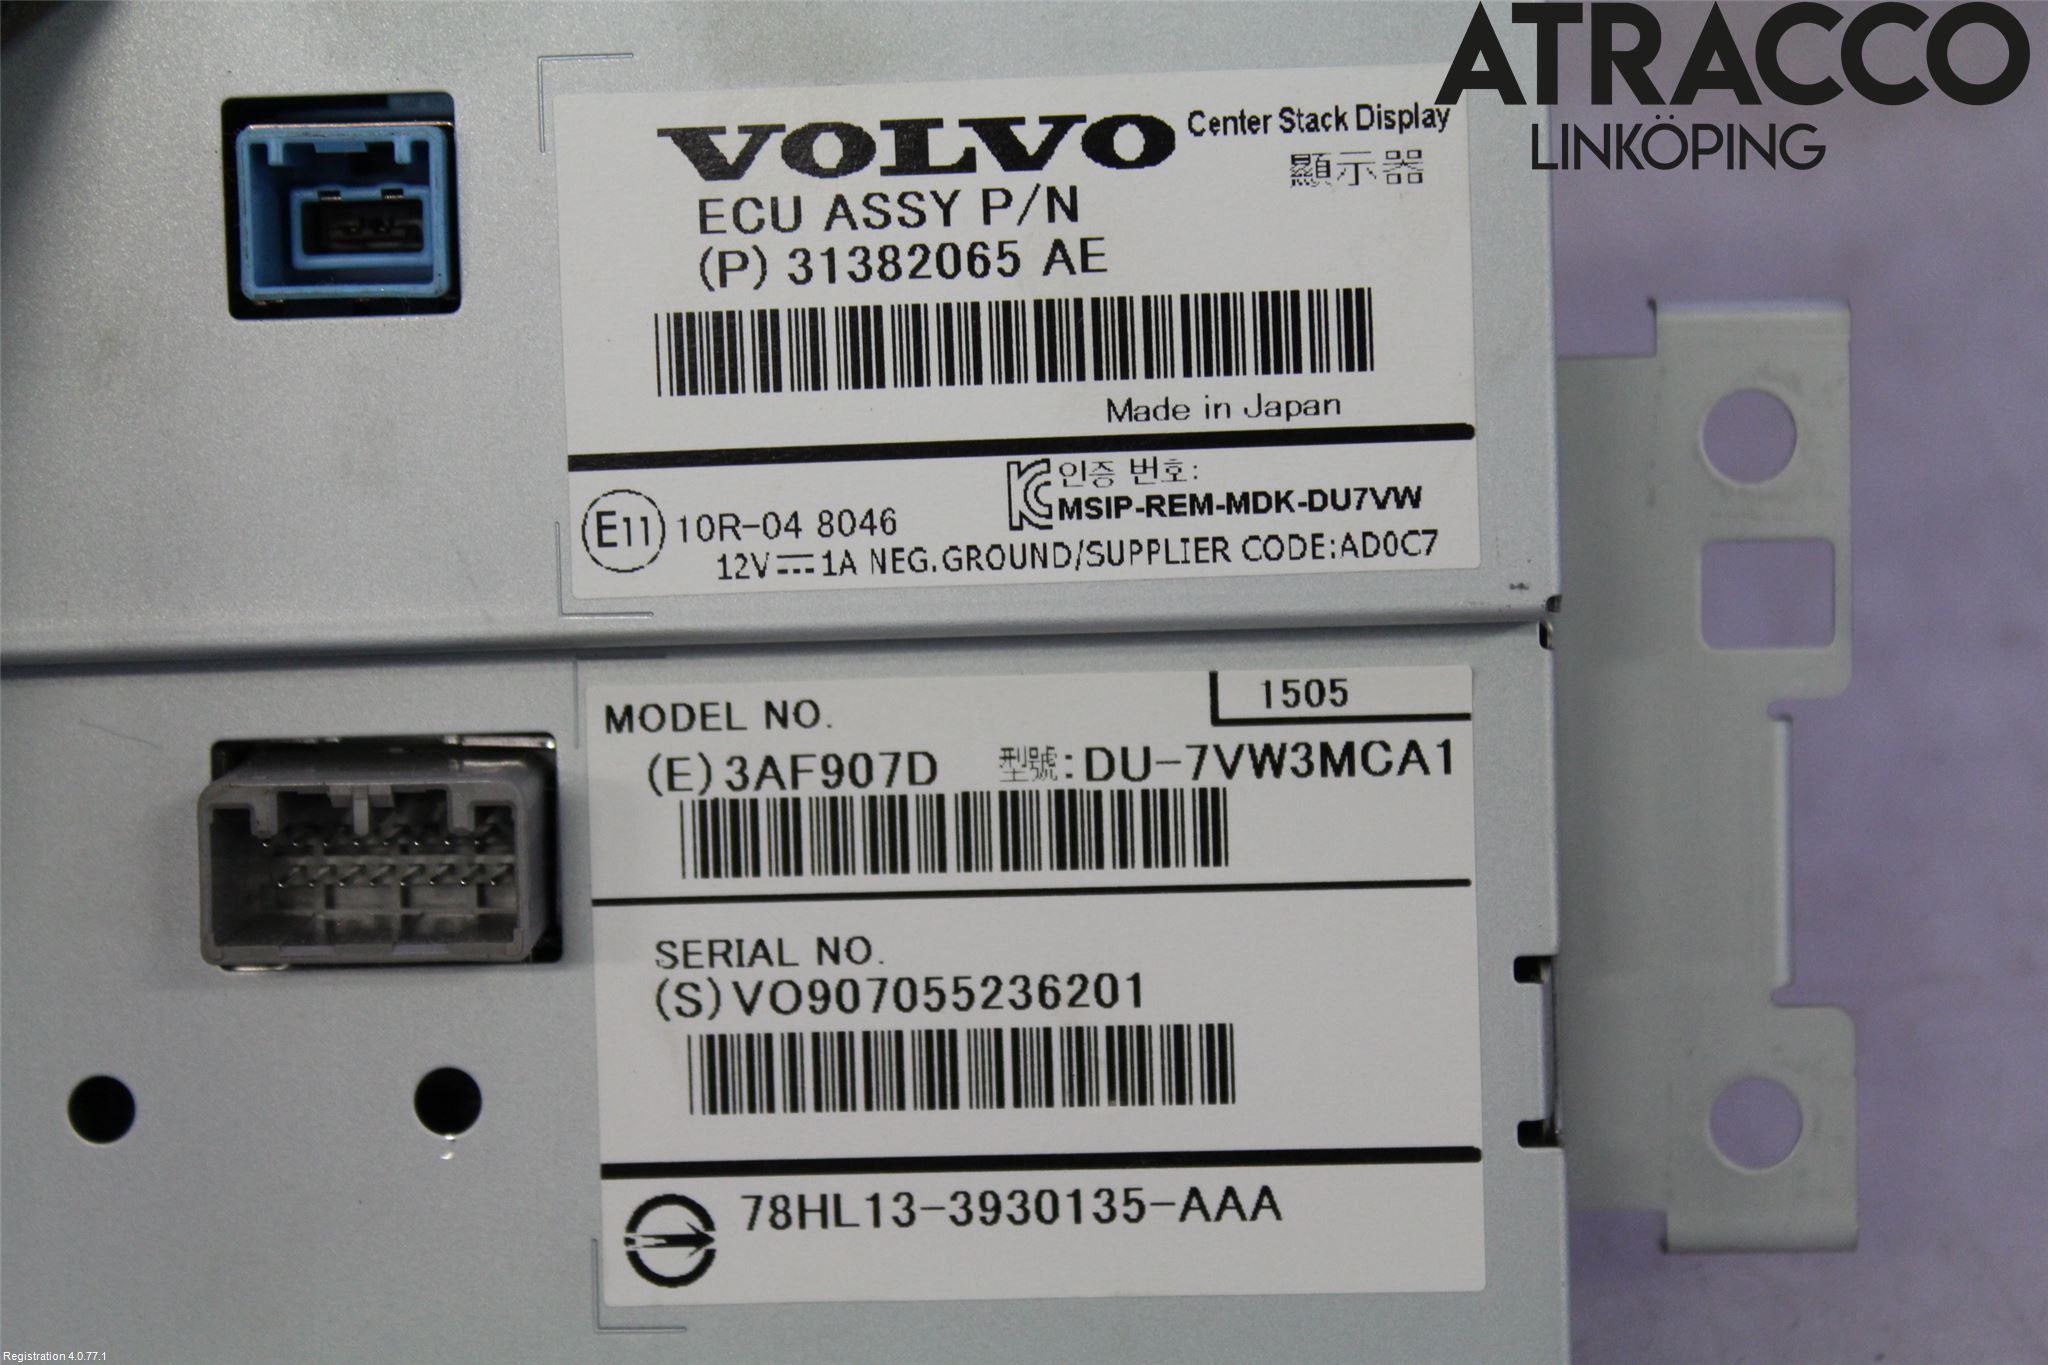 ATRACCO
LINKÖPING
VOLVO Center Stack Display
顯示器
ECU ASSY P/N
(P) 31382065 AE
Made in Japan
인증 번호:
MSIP-REM-MDK-DU7VW
E11 10R-04 8046
12V 1A NEG.GROUND/SUPPLIER CODE:AD0C7
1505
MODEL NO.
(E) 3AF907D 型號: DU-7VW3MCA1
SERIAL NO.
(S) VO907055236201
78HL13-3930135-AAA
Registration 4.0.77.1